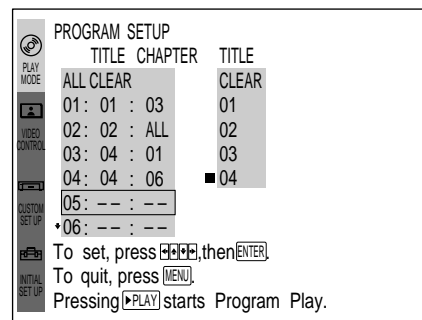 PROGRAM SETUP
TITLE CHAPTER TITLE
ALL CLEAR CLEAR
01: 01 : 03 01
02: 02 : ALL 02
03: 04 : 01 03
04: 04 : 06 04
05: -- : --
06: -- : --
To set, press ,then ENTER.
To quit, press MENU.
Pressing PLAY starts Program Play.
PLAY
MODE
VIDEO
CONTROL
CUSTOM
SET UP
INITIAL
SET UP